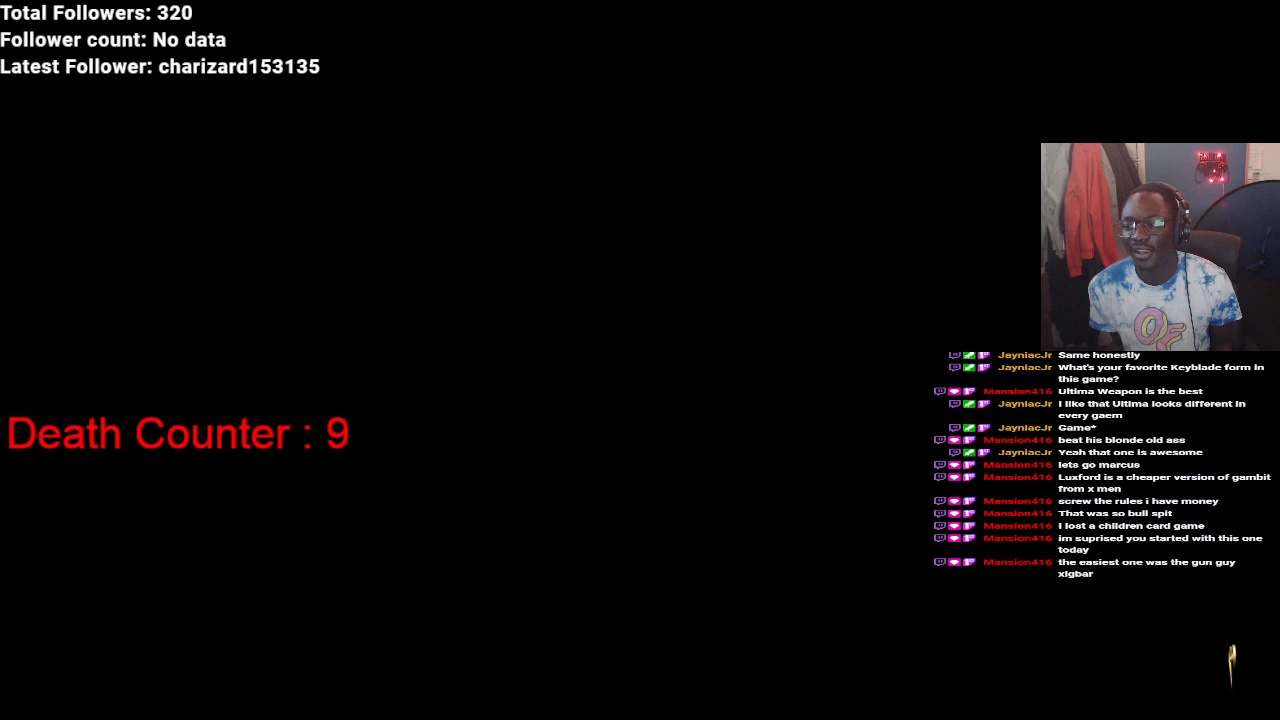 Total Followers: 320
Follower count: No data
Latest Follower: charizard153135
Death Counter : 9
JayniacJr Same honestly
JayniacJr What's your favorite Keyblade form in
this game?
Mansion416 Ultima Weapon is the best
JayniacJr I like that Ultima looks different in
every gaem
JayniacJr Game*
Mansion416 beat his blonde old ass
JayniacJr Yeah that one is awesome
Mansion416 lets go marcus
Mansion416 Luxford is a cheaper version of gambit
from x men
Mansion416 screw the rules i have money
Mansion416 That was so bull spit
Mansion416 I lost a children card game
Mansion416 im suprised you started with this one
today
Mansion416 the easiest one was the gun guy
xigbar